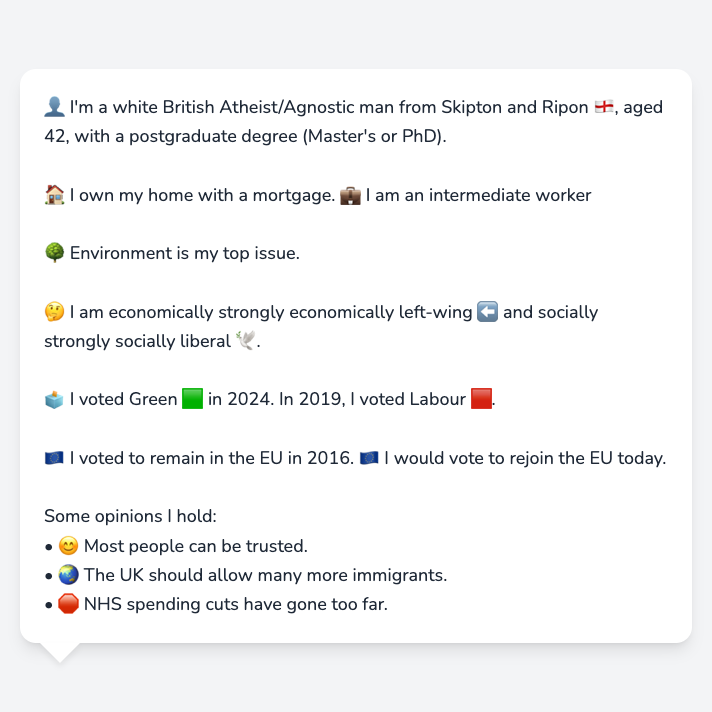 👤 I'm a white British Atheist/Agnostic man from Skipton and Ripon 🏴󠁧󠁢󠁥󠁮󠁧󠁿, aged
42, with a postgraduate degree (Master's or PhD).
🏠 I own my home with a mortgage. 💼 I am an intermediate worker
🌳 Environment is my top issue.
🤔 I am economically strongly economically left-wing ⬅️ and socially
strongly socially liberal 🕊️.
🗳️ I voted Green 🟩 in 2024. In 2019, I voted Labour 🟥.
🇪🇺 I voted to remain in the EU in 2016. 🇪🇺 I would vote to rejoin the EU today.
Some opinions I hold:
• 😊 Most people can be trusted.
• 🌏 The UK should allow many more immigrants.
• 🛑 NHS spending cuts have gone too far.